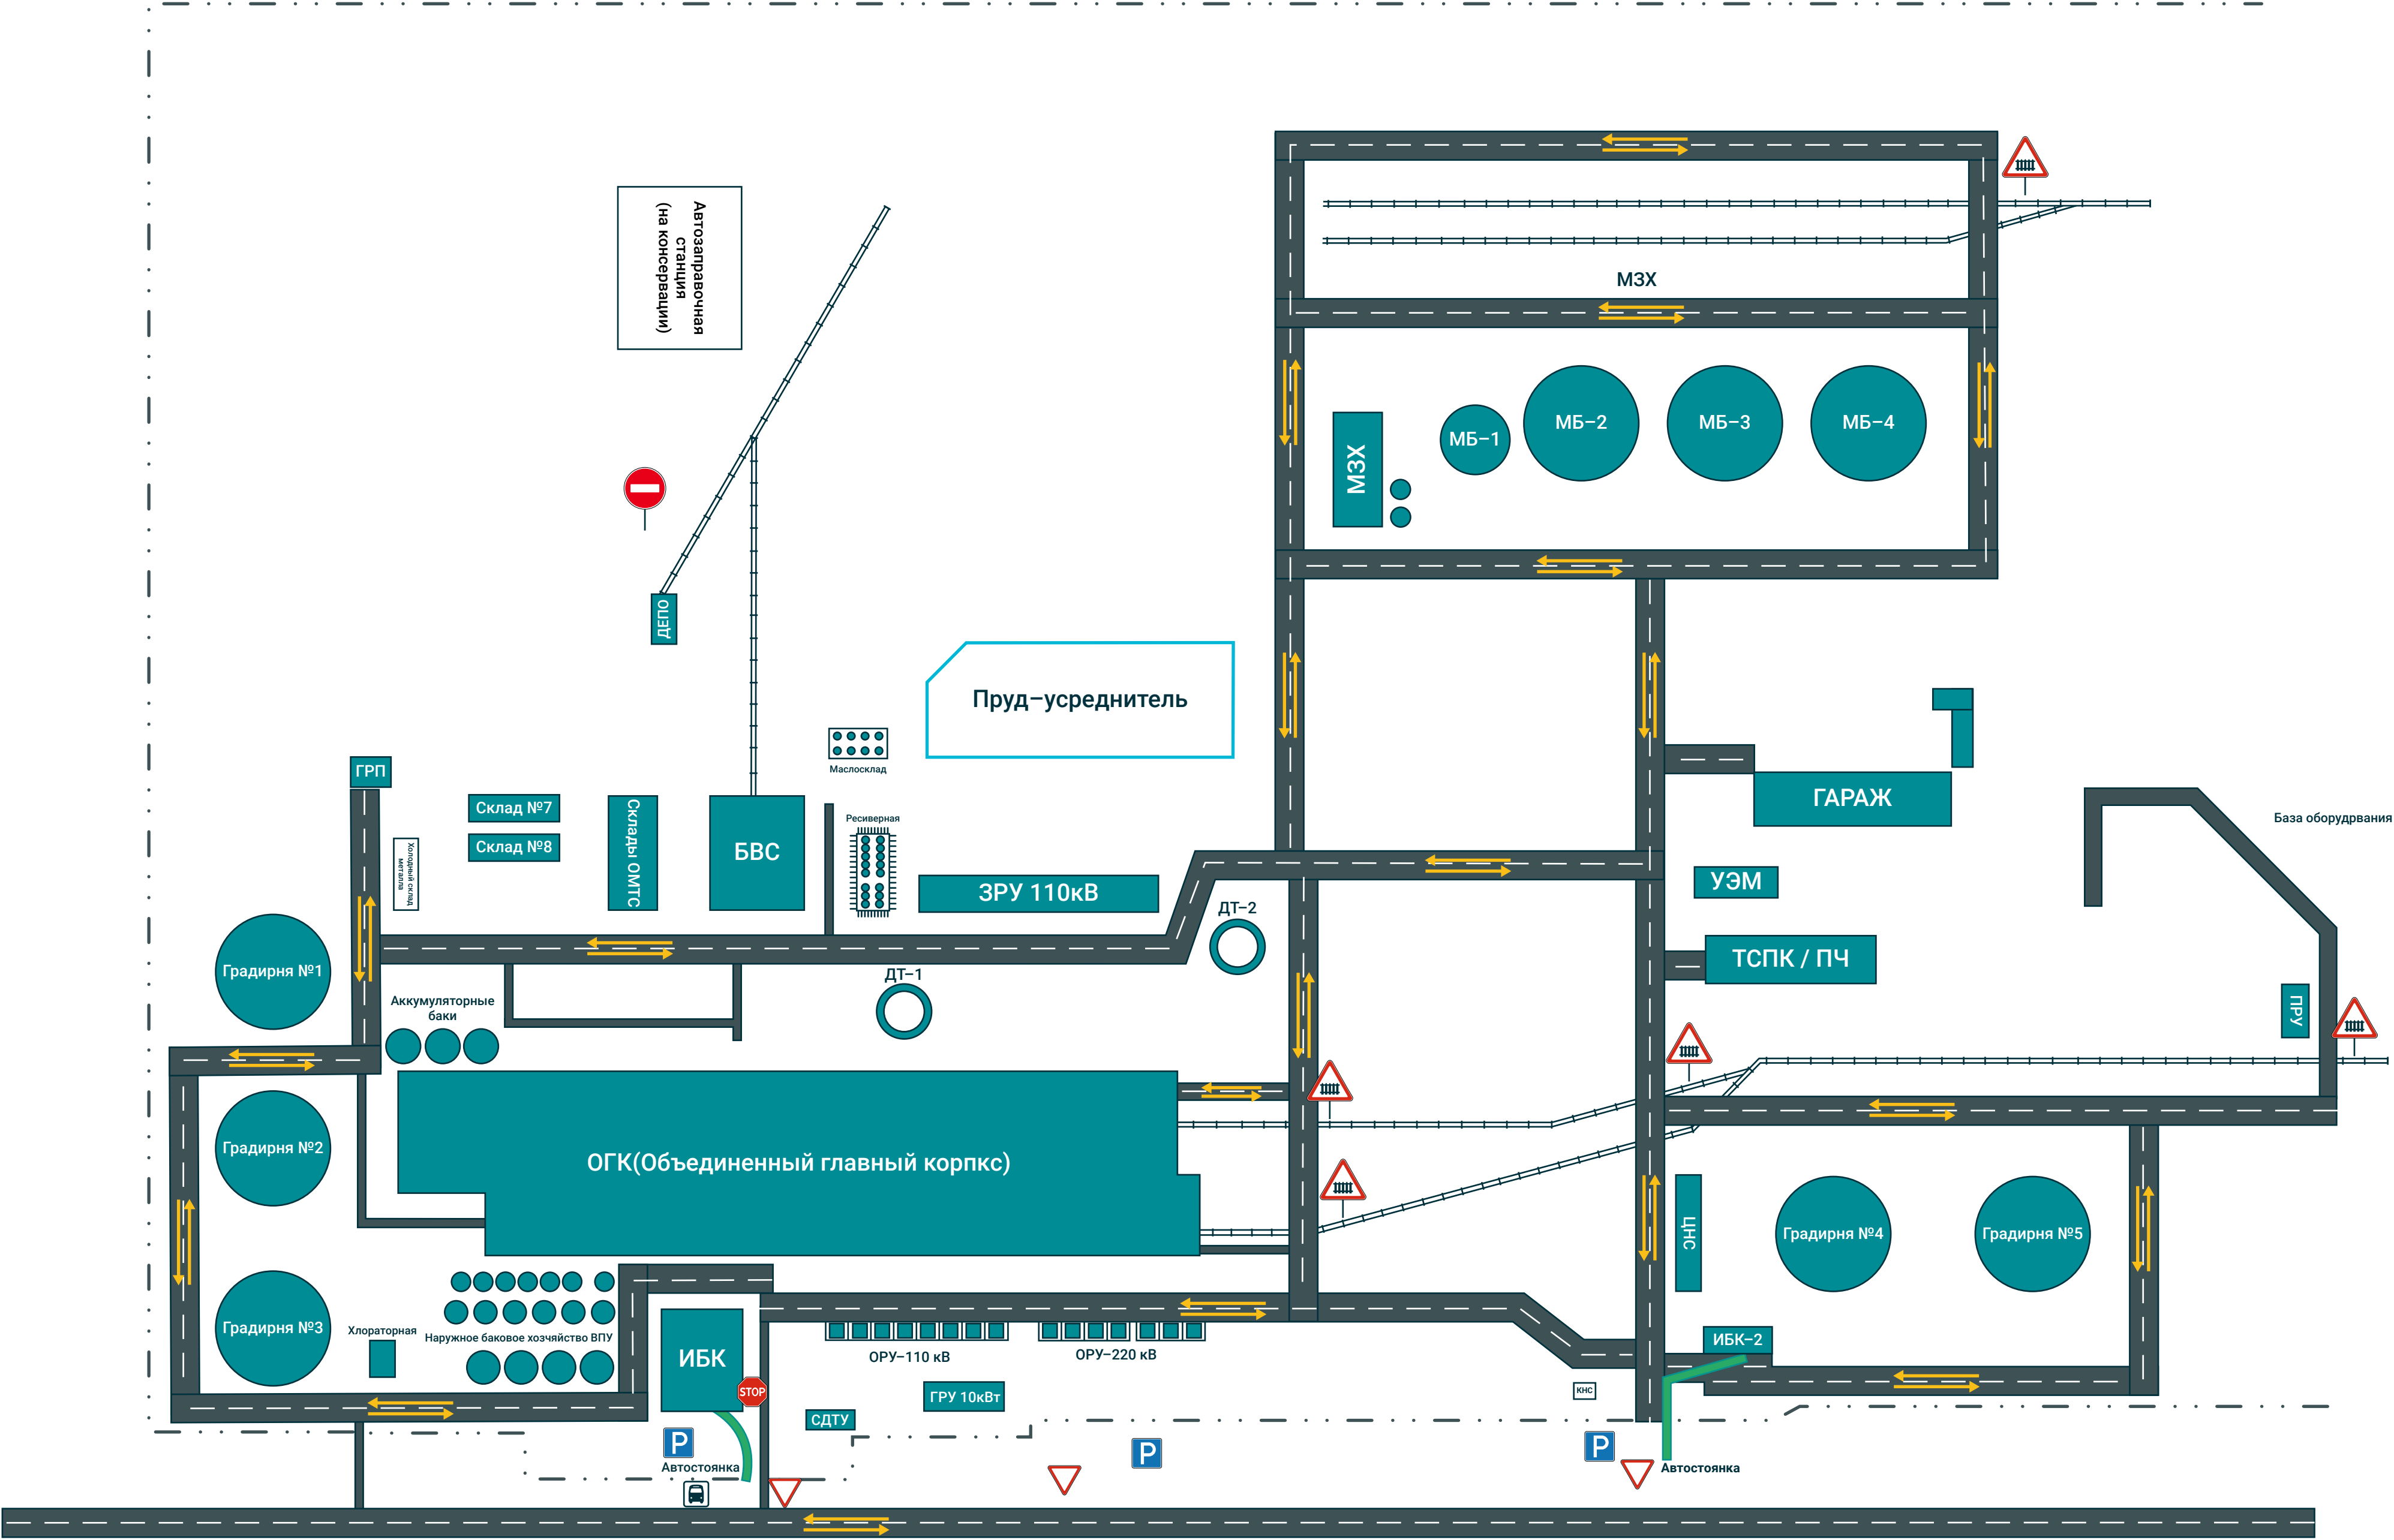 Автозаправочная
станция
(на консервации)
МЗХ
МЗХ
МБ-1
МБ-2
МБ-3
МБ-4
ДЕПО
Пруд-усреднитель
Маслосклад
ГРП
Склад №7
Склад №8
Склады ОМТС
БВС
Ресиверная
Холодный склад
металла
ЗРУ 110кВ
ГАРАЖ
База оборудрвания
УЭМ
ТСПК / ПЧ
ДТ-2
ДТ-1
Градирня №1
Аккумуляторные
баки
ПРУ
Градирня №2
ОГК(Объединенный главный корпкс)
ЦНС
Градирня №4
Градирня №5
Градирня №3
Хлораторная
Наружное баковое хозчяйство ВПУ
ИБК
STOP
ОРУ-110 кВ
ОРУ-220 кВ
ИБК-2
КНС
ГРУ 10кВт
СДТУ
P
Автостоянка
P
P
Автостоянка